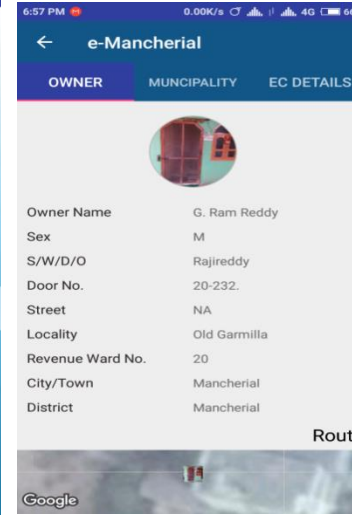 6:57 PM 0.00K/s 4G 66
e-Mancherial
OWNER MUNCIPALITY EC DETAILS
Owner Name G. Ram Reddy
Sex M
S/W/D/O Rajireddy
Door No. 20-232.
Street NA
Locality Old Garmilla
Revenue Ward No. 20
City/Town Mancherial
District Mancherial
Rout
Google